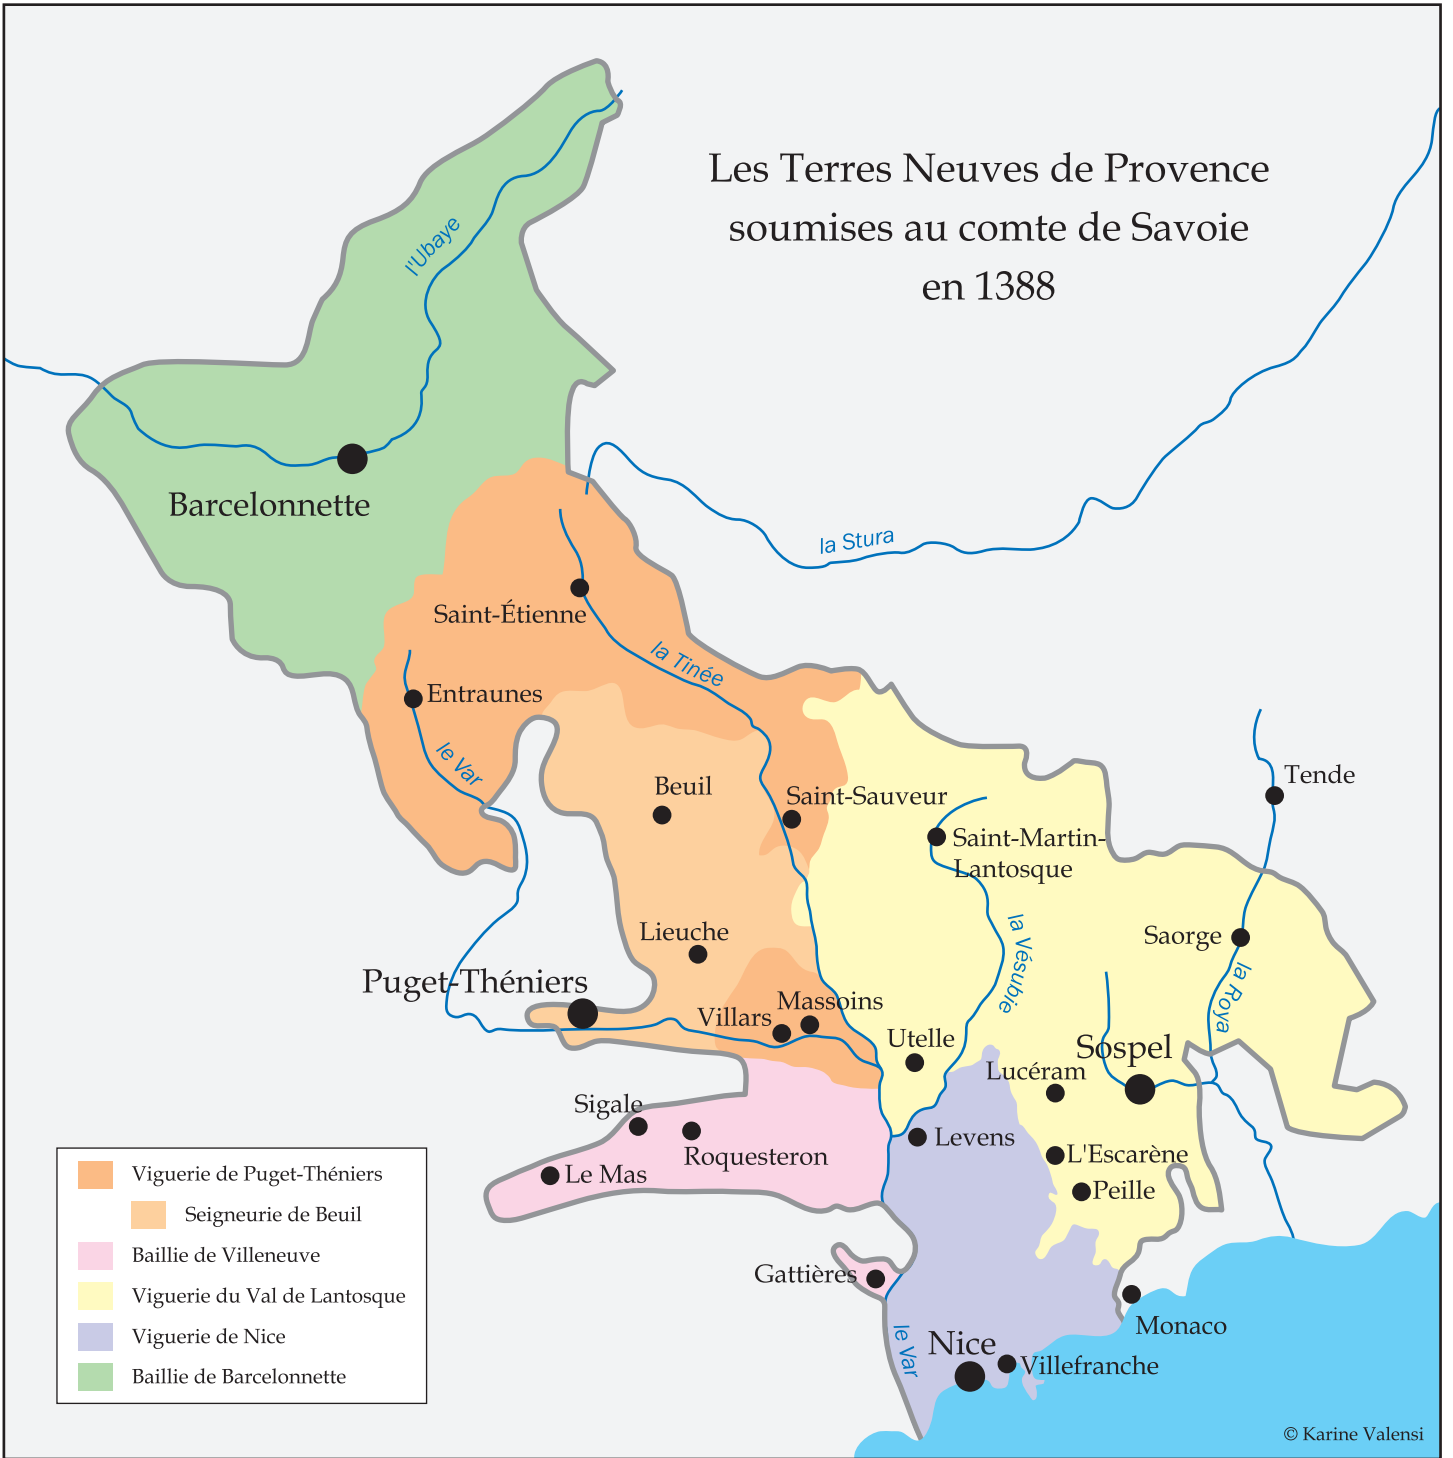 Les Terres Neuves de Provence
soumises au comte de Savoie
en 1388
l'Ubaye
Barcelonnette
la Stura
Saint-Étienne
la Tinée
Entraunes
le Var
Beuil
Saint-Sauveur
Tende
Saint-Martin-
Lantosque
la Vésubie
Lieuche
Saorge
la Roya
Puget-Théniers
Villars
Massoins
Utelle
Sospel
Lucéram
Sigale
Levens
Roquesteron
L'Escarène
Le Mas
Peille
Gattières
le Var
Monaco
Nice
Villefranche
Viguerie de Puget-Théniers
Seigneurie de Beuil
Baillie de Villeneuve
Viguerie du Val de Lantosque
Viguerie de Nice
Baillie de Barcelonnette
© Karine Valensi